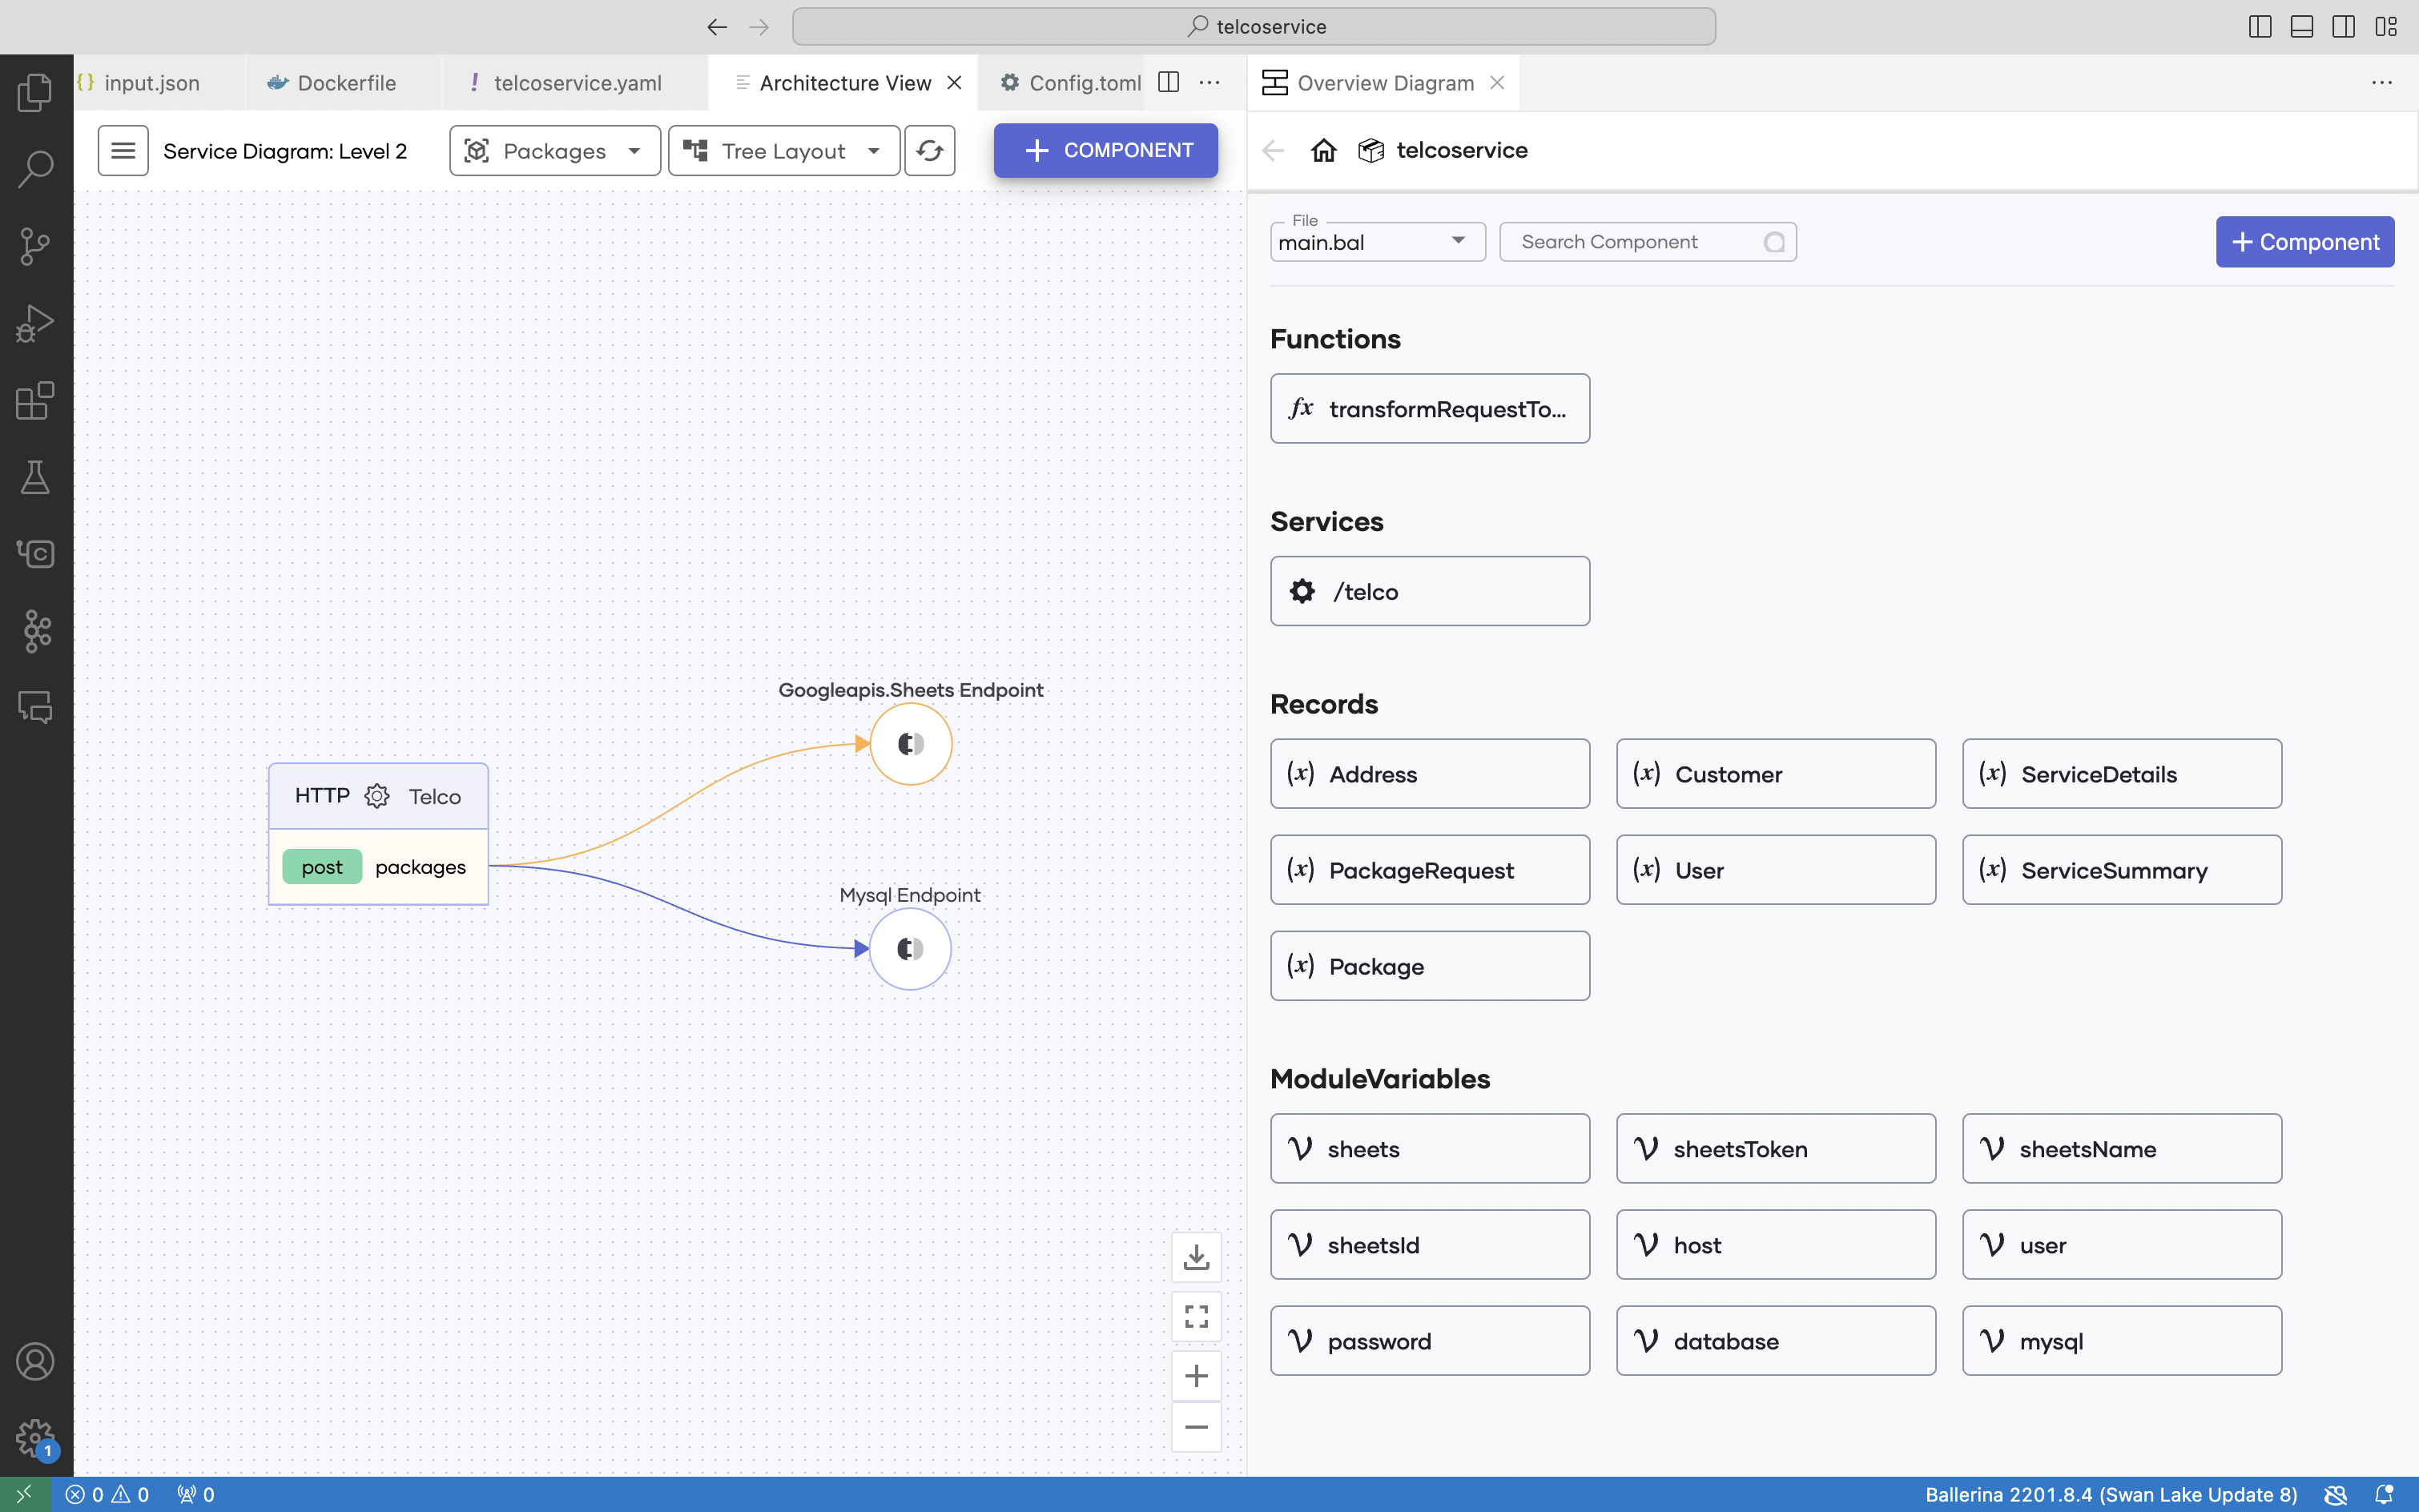 telcoservice
input.json
Dockerfile
! telcoservice.yaml
Architecture View
Config.toml
Overview Diagram
Service Diagram: Level 2
Packages
Tree Layout
COMPONENT
telcoservice
File
main.bal
Search Component
Component
Functions
fx transformRequestTo...
Services
/telco
Records
(x) Address
(x) Customer
(x) ServiceDetails
(x) PackageRequest
(x) User
(x) ServiceSummary
(x) Package
ModuleVariables
V sheets
V sheetsToken
V sheetsName
V sheetsId
V host
V user
V password
V database
V mysql
Googleapis.Sheets Endpoint
HTTP Telco
post packages
Mysql Endpoint
1
0 0 0
Ballerina 2201.8.4 (Swan Lake Update 8)